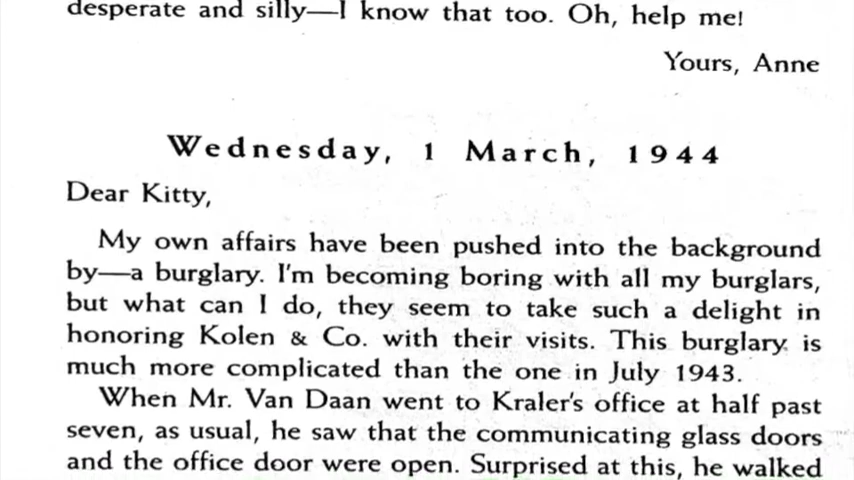 desperate and silly—I know that too. Oh, help me!
Yours, Anne
Wednesday, 1 March, 1944
Dear Kitty,
My own affairs have been pushed into the background
by—a burglary. I'm becoming boring with all my burglars,
but what can I do, they seem to take such a delight in
honoring Kolen & Co. with their visits. This burglary is
much more complicated than the one in July 1943.
When Mr. Van Daan went to Kraler's office at half past
seven, as usual, he saw that the communicating glass doors
and the office door were open. Surprised at this, he walked